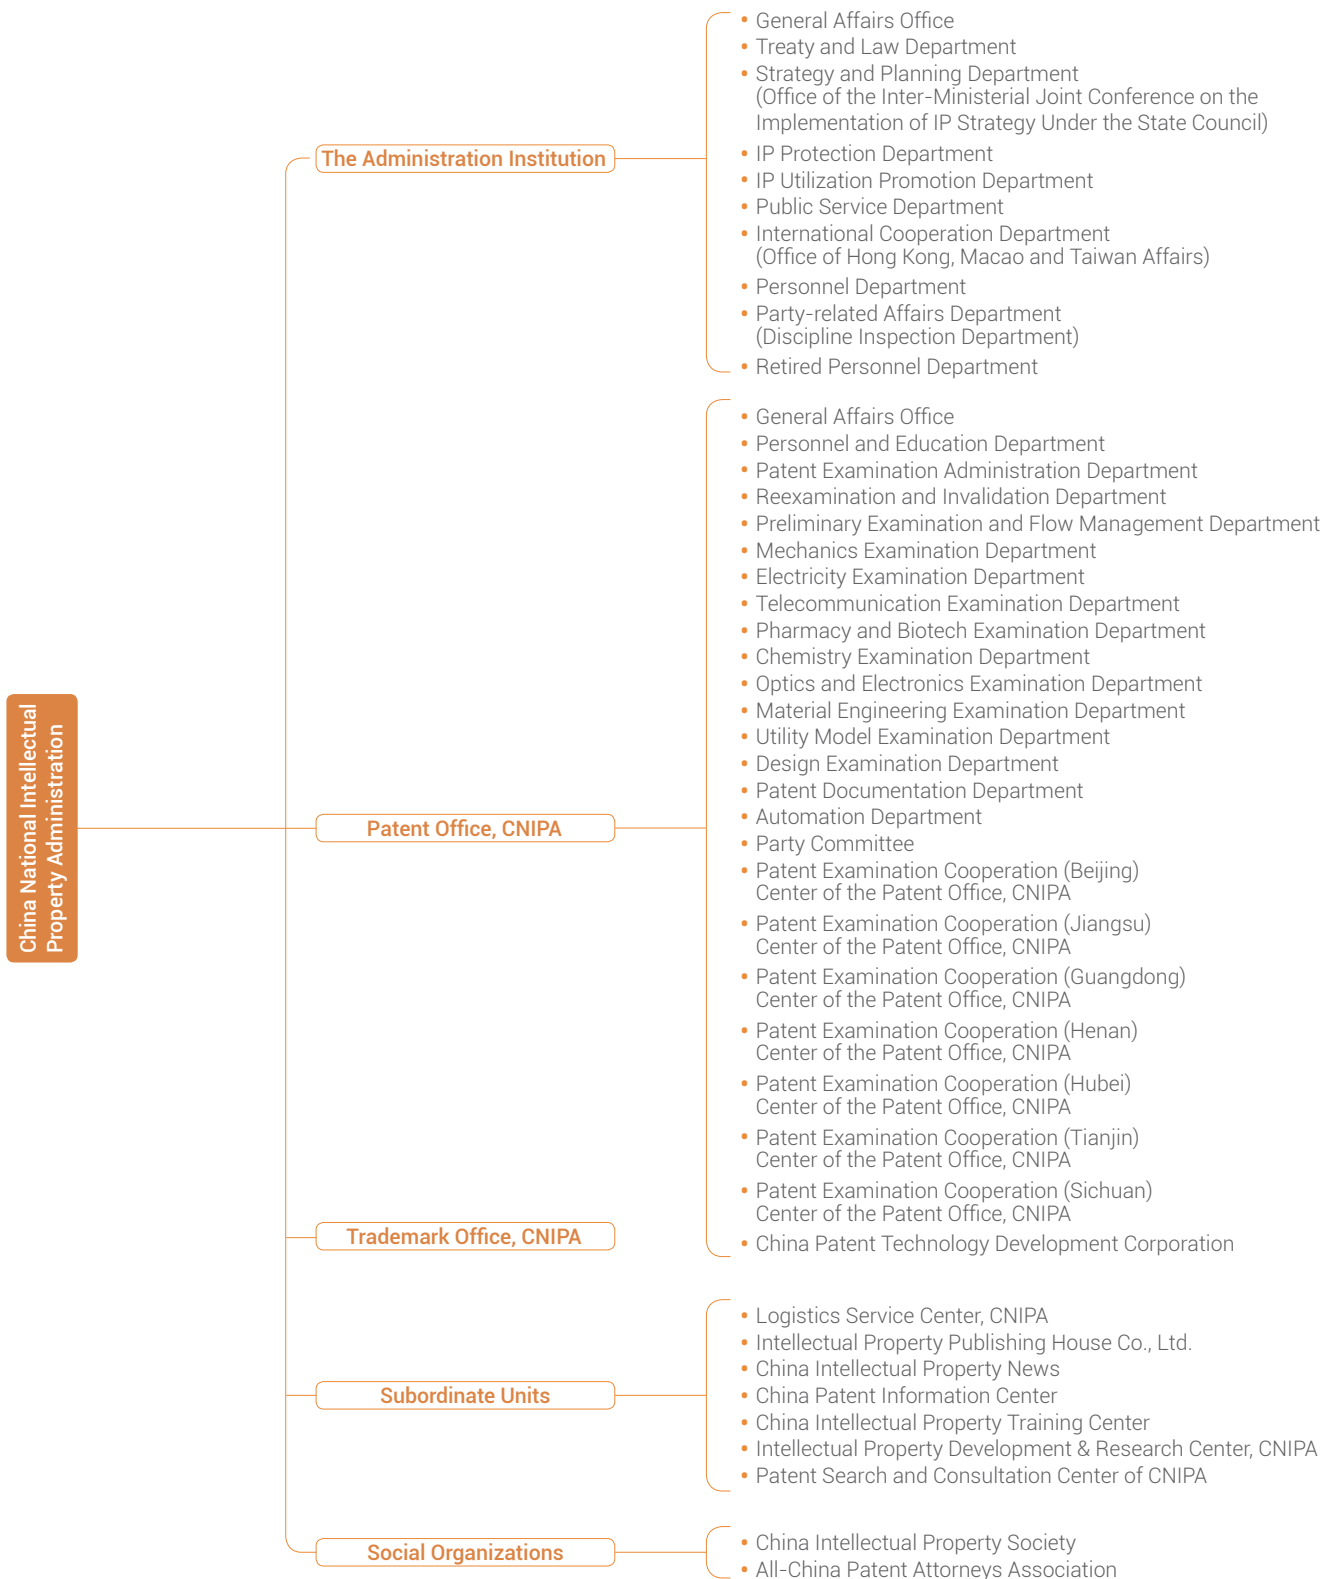 China National Intellectual
Property Administration
The Administration Institution
• General Affairs Office
• Treaty and Law Department
• Strategy and Planning Department
(Office of the Inter-Ministerial Joint Conference on the
Implementation of IP Strategy Under the State Council)
• IP Protection Department
• IP Utilization Promotion Department
• Public Service Department
• International Cooperation Department
(Office of Hong Kong, Macao and Taiwan Affairs)
• Personnel Department
• Party-related Affairs Department
(Discipline Inspection Department)
• Retired Personnel Department
Patent Office, CNIPA
• General Affairs Office
• Personnel and Education Department
• Patent Examination Administration Department
• Reexamination and Invalidation Department
• Preliminary Examination and Flow Management Department
• Mechanics Examination Department
• Electricity Examination Department
• Telecommunication Examination Department
• Pharmacy and Biotech Examination Department
• Chemistry Examination Department
• Optics and Electronics Examination Department
• Material Engineering Examination Department
• Utility Model Examination Department
• Design Examination Department
• Patent Documentation Department
• Automation Department
• Party Committee
• Patent Examination Cooperation (Beijing)
Center of the Patent Office, CNIPA
• Patent Examination Cooperation (Jiangsu)
Center of the Patent Office, CNIPA
• Patent Examination Cooperation (Guangdong)
Center of the Patent Office, CNIPA
• Patent Examination Cooperation (Henan)
Center of the Patent Office, CNIPA
• Patent Examination Cooperation (Hubei)
Center of the Patent Office, CNIPA
• Patent Examination Cooperation (Tianjin)
Center of the Patent Office, CNIPA
• Patent Examination Cooperation (Sichuan)
Center of the Patent Office, CNIPA
• China Patent Technology Development Corporation
Trademark Office, CNIPA
Subordinate Units
• Logistics Service Center, CNIPA
• Intellectual Property Publishing House Co., Ltd.
• China Intellectual Property News
• China Patent Information Center
• China Intellectual Property Training Center
• Intellectual Property Development & Research Center, CNIPA
• Patent Search and Consultation Center of CNIPA
Social Organizations
• China Intellectual Property Society
• All-China Patent Attorneys Association